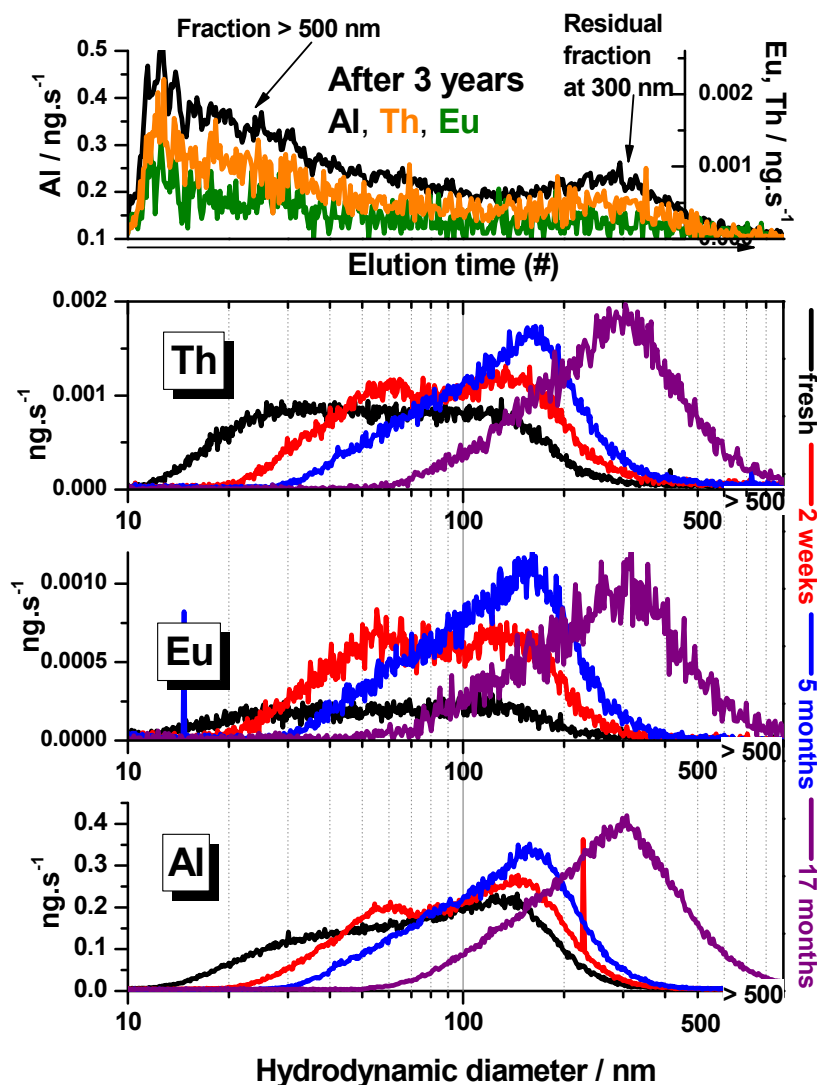 Fraction > 500 nm
Residual
fraction
at 300 nm
After 3 years
Al, Th, Eu
Al / ng.s⁻¹
0.5
0.4
0.3
0.2
0.1
Eu, Th / ng.s⁻¹
0.002
0.001
0.000
Elution time (#)
Th
ng.s⁻¹
0.002
0.001
0.000
10
100
500
> 500
Eu
ng.s⁻¹
0.0010
0.0005
0.0000
10
100
500
> 500
Al
ng.s⁻¹
0.4
0.3
0.2
0.1
0.0
10
100
500
> 500
Hydrodynamic diameter / nm
fresh
2 weeks
5 months
17 months